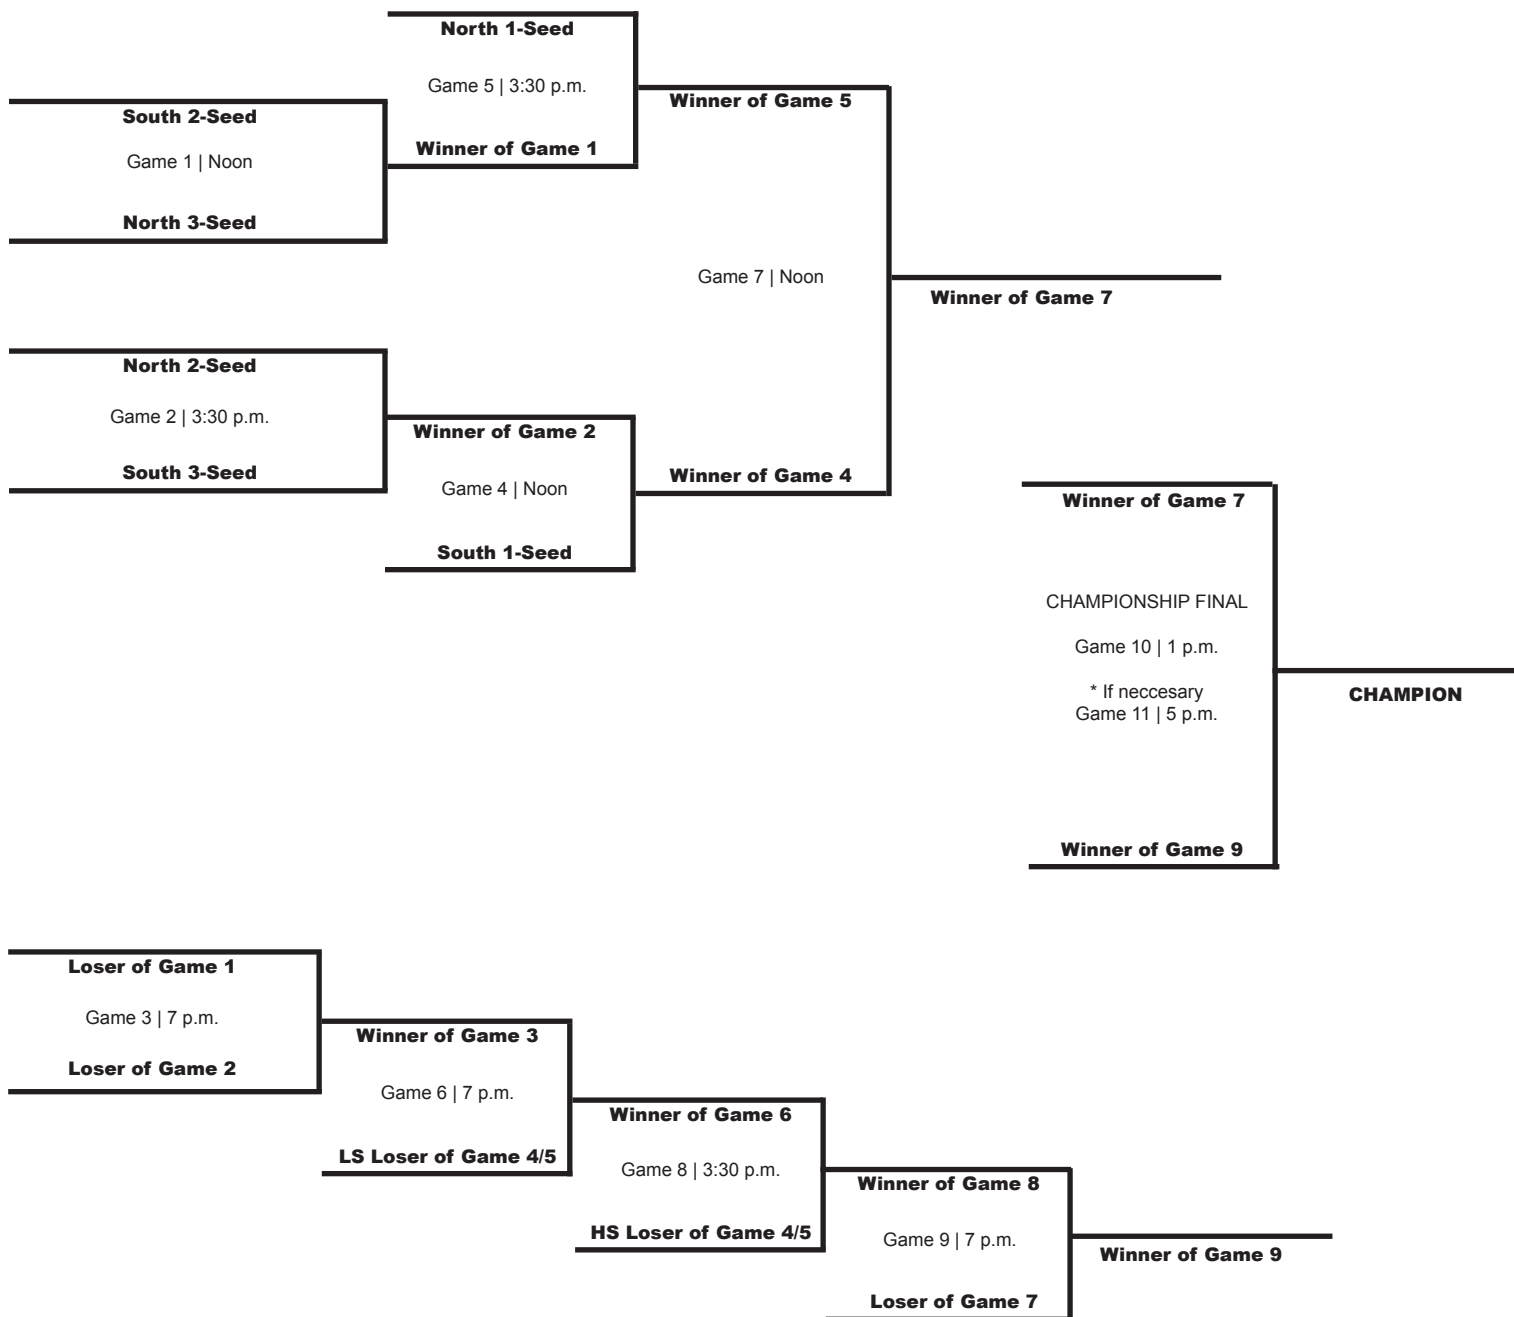 North 1-Seed
Game 5 | 3:30 p.m.
Winner of Game 1
South 2-Seed
Game 1 | Noon
North 3-Seed
Winner of Game 5
Game 7 | Noon
Winner of Game 4
Winner of Game 7
North 2-Seed
Game 2 | 3:30 p.m.
South 3-Seed
Winner of Game 2
Game 4 | Noon
South 1-Seed
Winner of Game 7
CHAMPIONSHIP FINAL
Game 10 | 1 p.m.
* If neccesary
Game 11 | 5 p.m.
Winner of Game 9
CHAMPION
Loser of Game 1
Game 3 | 7 p.m.
Loser of Game 2
Winner of Game 3
Game 6 | 7 p.m.
LS Loser of Game 4/5
Winner of Game 6
Game 8 | 3:30 p.m.
HS Loser of Game 4/5
Winner of Game 8
Game 9 | 7 p.m.
Loser of Game 7
Winner of Game 9